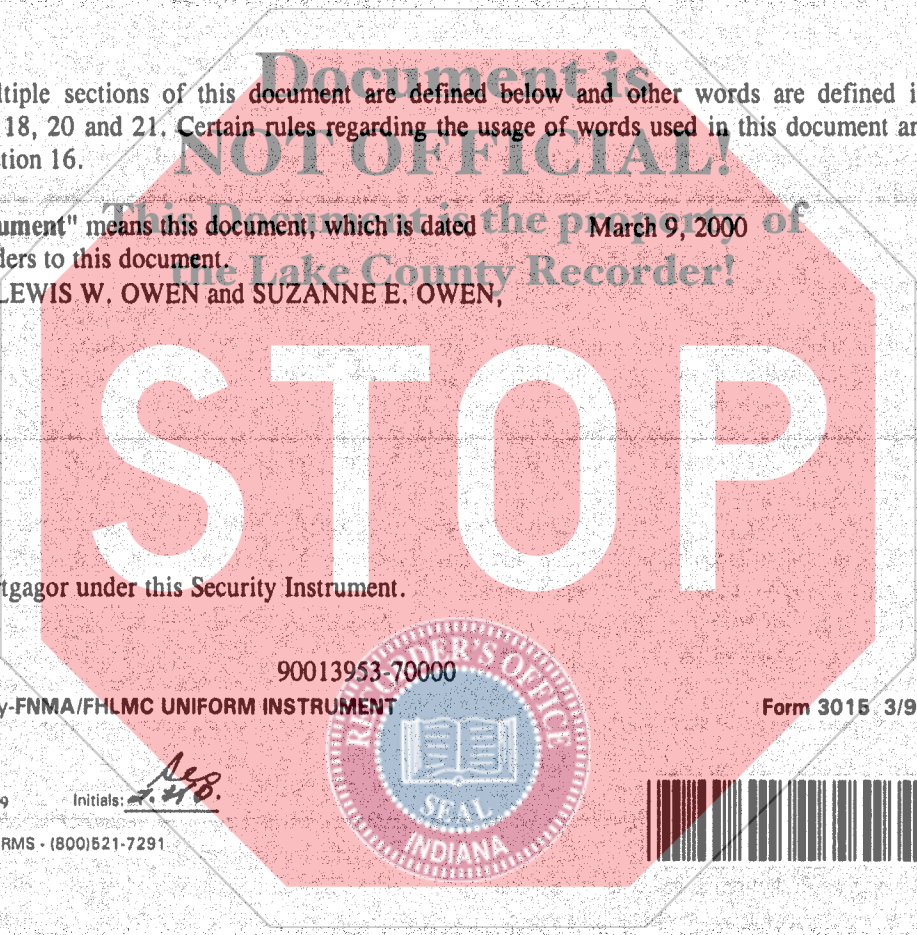 Document is
ltiple sections of this document are defined below and other words are defined i
18, 20 and 21. Certain rules regarding the usage of words used in this document ar
NOT OFFICIAL!
tion 16.
ument" means this document, which is dated March 9, 2000
This Document is the property of
ders to this document.
the Lake County Recorder!
LEWIS W. OWEN and SUZANNE E. OWEN,
STOP
tgagor under this Security Instrument.
90013953-70000
y-FNMA/FHLMC UNIFORM INSTRUMENT Form 3015 3/9
RECORDER'S OFFICE
SEAL
INDIANA
9 Initials:
RMS - (800)521-7291